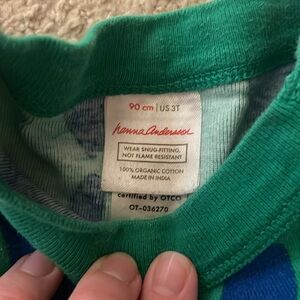 90 cm | US 3T
hanna andersson
WEAR SNUG-FITTING,
NOT FLAME RESISTANT
100% ORGANIC COTTON
MADE IN INDIA
certified by OTCO
OT-036270